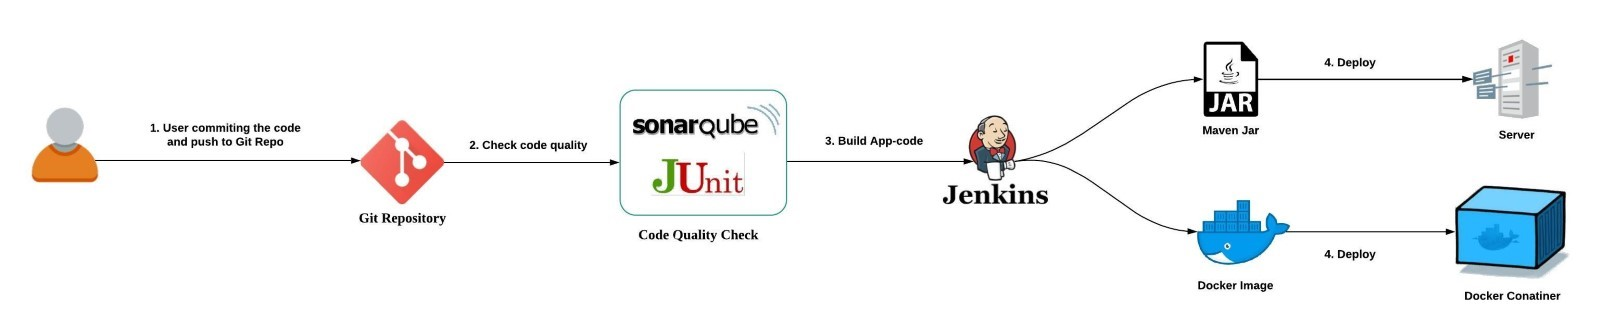 1. User commiting the code
and push to Git Repo
Git Repository
2. Check code quality
sonarqube
JUnit
Code Quality Check
3. Build App-code
Jenkins
JAR
Maven Jar
4. Deploy
Server
Docker Image
4. Deploy
Docker Conatiner